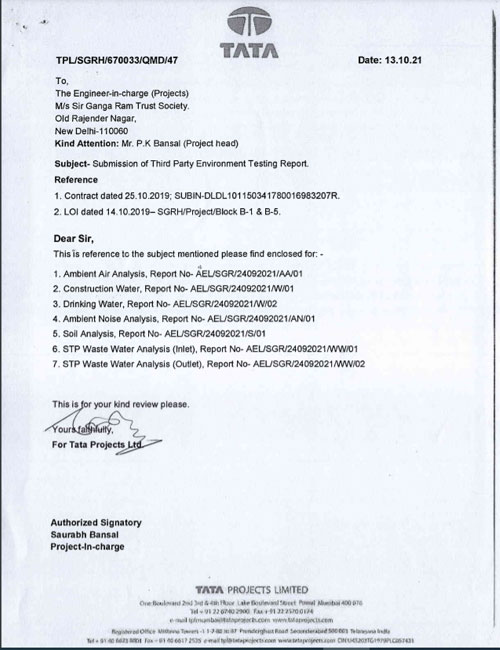 TATA
TPL/SGRH/670033/QMD/47 Date: 13.10.21
To,
The Engineer-in-charge (Projects)
M/s Sir Ganga Ram Trust Society.
Old Rajender Nagar,
New Delhi-110060
Kind Attention: Mr. P.K Bansal (Project head)
Subject- Submission of Third Party Environment Testing Report.
Reference
1. Contract dated 25.10.2019; SUBIN-DLDL101150341780016983207R.
2. LOI dated 14.10.2019– SGRH/Project/Block B-1 & B-5.
Dear Sir,
This is reference to the subject mentioned please find enclosed for: -
1. Ambient Air Analysis, Report No- AEL/SGR/24092021/AA/01
2. Construction Water, Report No- AEL/SGR/24092021/W/01
3. Drinking Water, Report No- AEL/SGR/24092021/W/02
4. Ambient Noise Analysis, Report No- AEL/SGR/24092021/AN/01
5. Soil Analysis, Report No- AEL/SGR/24092021/S/01
6. STP Waste Water Analysis (Inlet), Report No- AEL/SGR/24092021/WW/01
7. STP Waste Water Analysis (Outlet), Report No- AEL/SGR/24092021/WW/02
This is for your kind review please.
Yours faithfully,
For Tata Projects Ltd.
Authorized Signatory
Saurabh Bansal
Project-In-charge
TATA PROJECTS LIMITED
One Boulevard 2nd 3rd & 4th Floor Lake Boulevard Street Powai Mumbai 400 076
Tel + 91 22 6740 2900 Fax + 91 22 2570 0174
e-mail tplmumbai@tataprojects.com www.tataprojects.com
Registered Office Mithona Towers -1 1-7-80 to 87 Prenderghast Road Secunderabad 500 003 Telangana India
Tel + 91 40 6623 8801 Fax + 91 40 6617 2535 e-mail tpl@tataprojects.com www.tataprojects.com